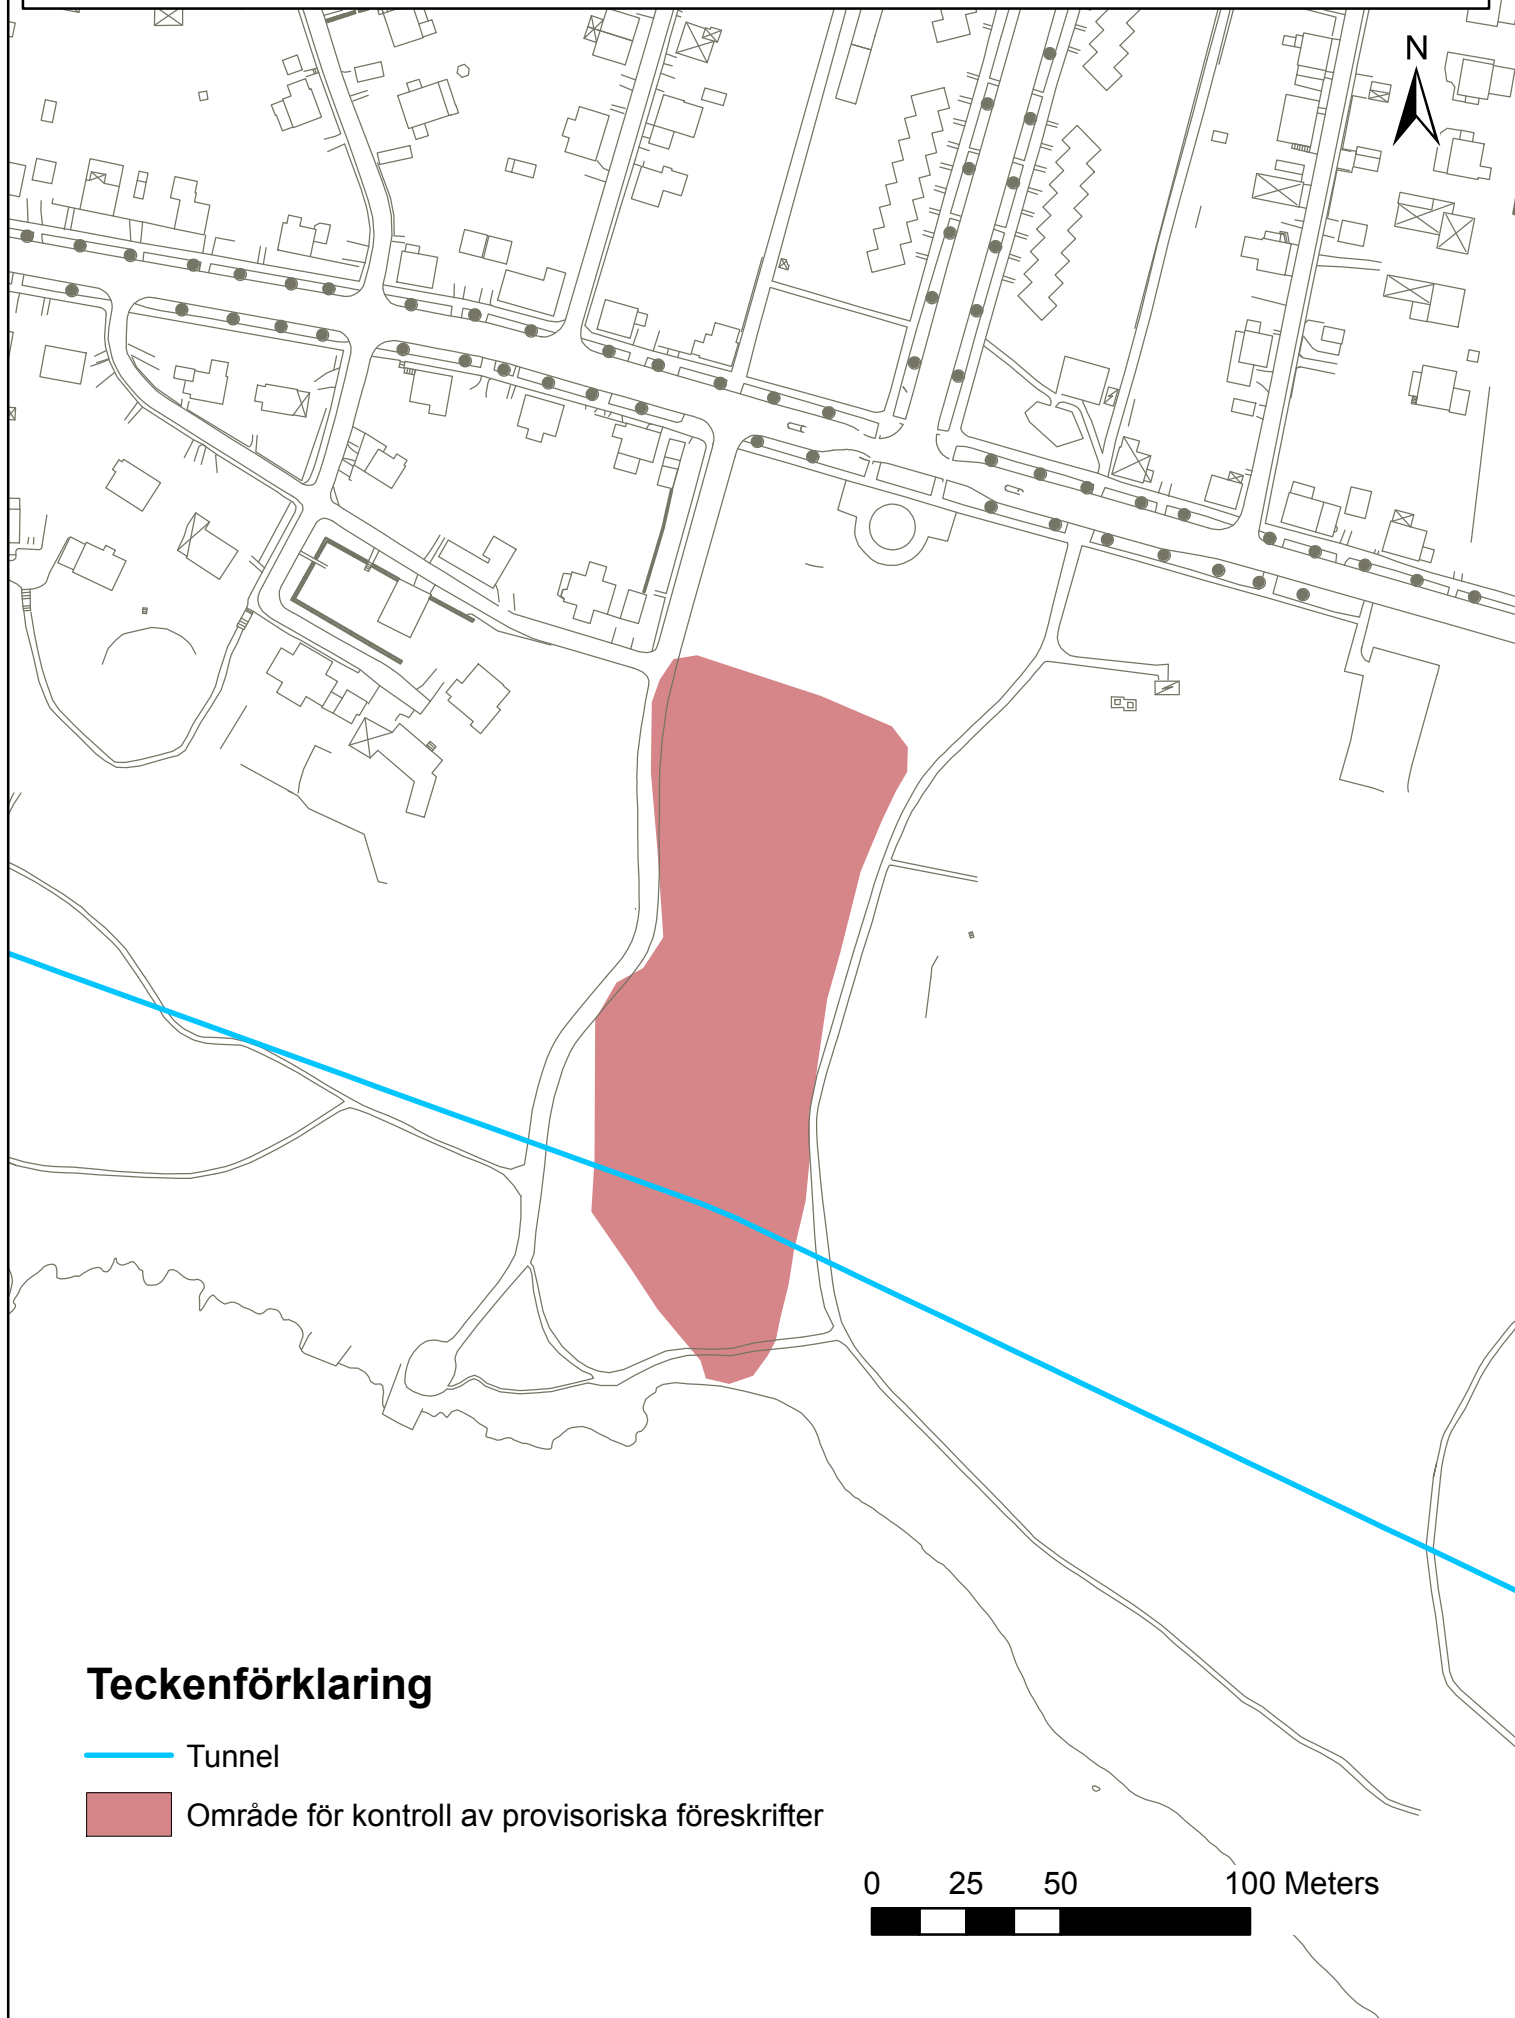 N
Teckenförklaring
Tunnel
Område för kontroll av provisoriska föreskrifter
0 25 50 100 Meters